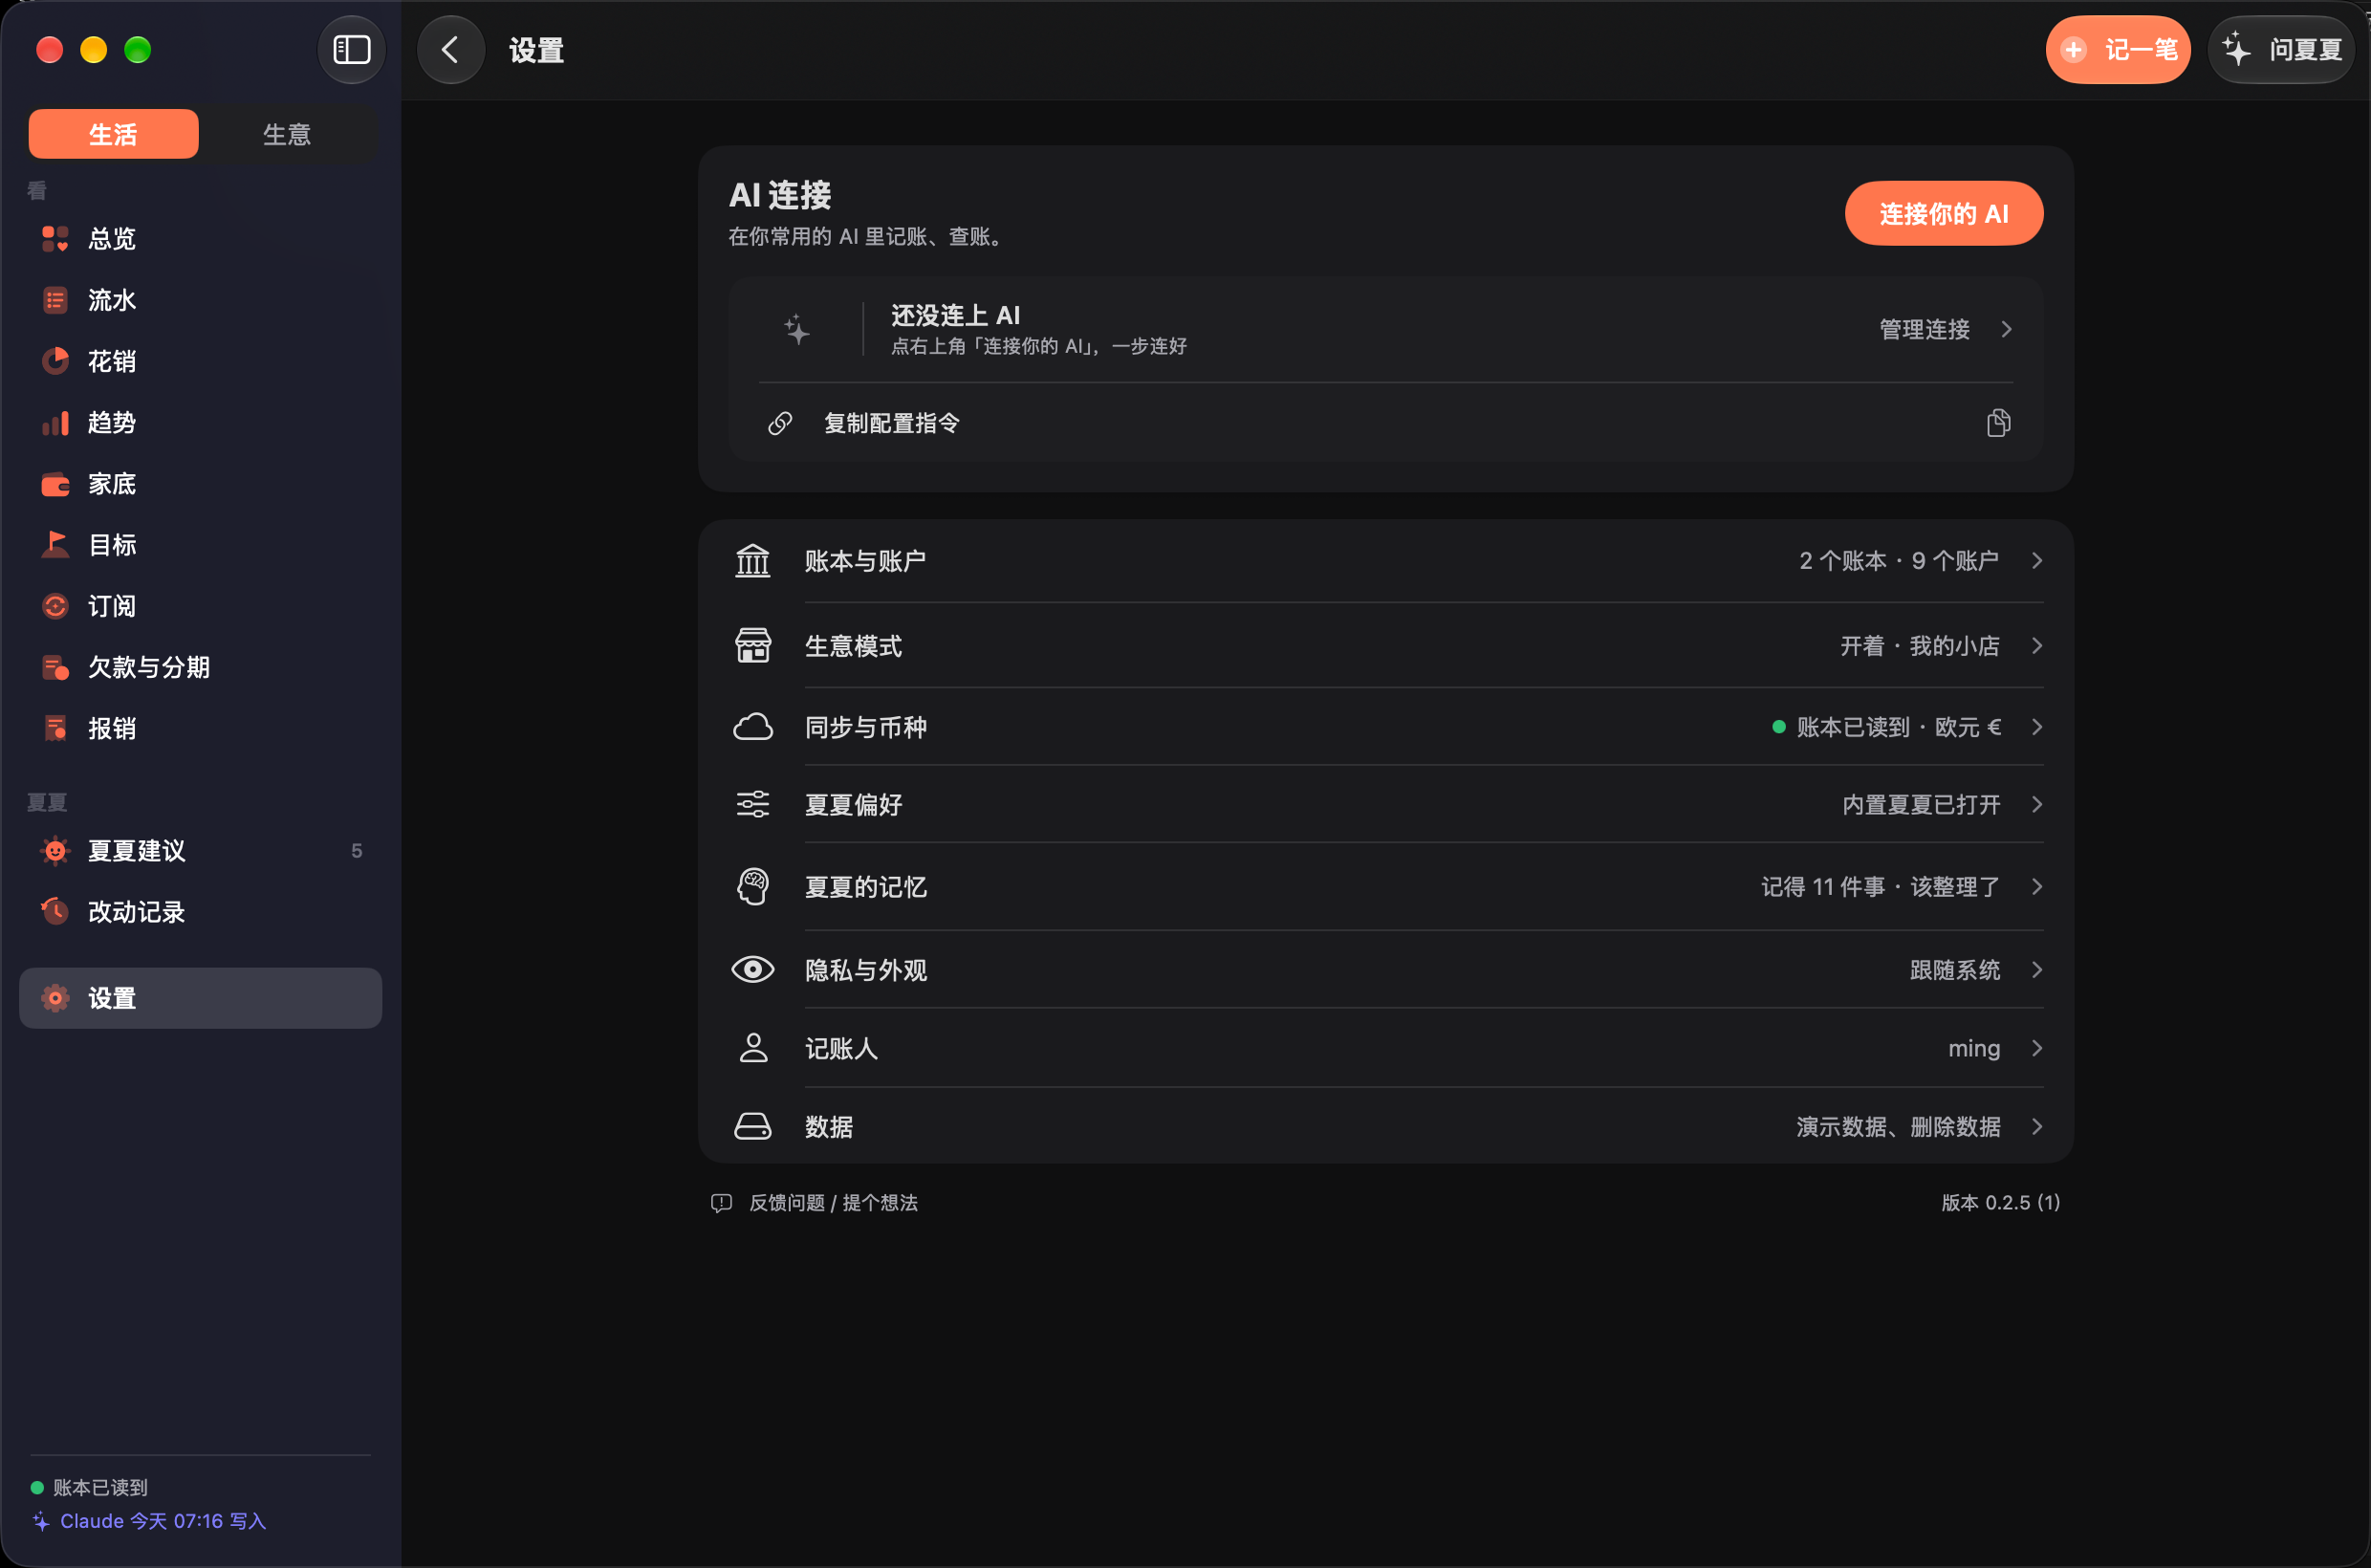 设置
记一笔
问夏夏
生活
生意
看
总览
流水
花销
趋势
家底
目标
订阅
欠款与分期
报销
夏夏
夏夏建议 5
改动记录
设置
账本已读到
Claude 今天 07:16 写入
AI 连接
在你常用的 AI 里记账、查账。
连接你的 AI
还没连上 AI
点右上角「连接你的 AI」，一步连好
管理连接
复制配置指令
账本与账户 2 个账本 · 9 个账户
生意模式 开着 · 我的小店
同步与币种 账本已读到 · 欧元 €
夏夏偏好 内置夏夏已打开
夏夏的记忆 记得 11 件事 · 该整理了
隐私与外观 跟随系统
记账人 ming
数据 演示数据、删除数据
反馈问题 / 提个想法
版本 0.2.5 (1)